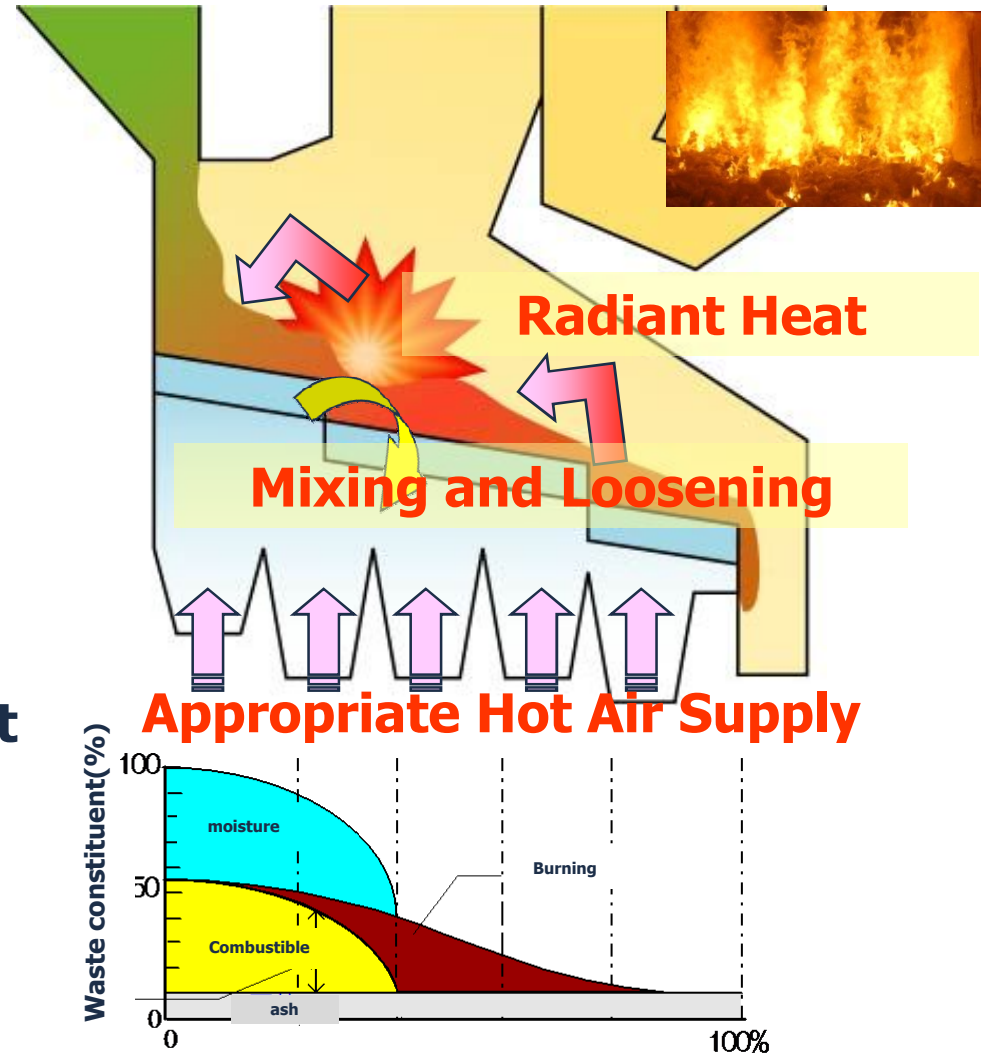 Radiant Heat
Mixing and Loosening
t
Appropriate Hot Air Supply
Waste constituent(%)
100
moisture
50
Burning
Combustible
ash
0
0
100%